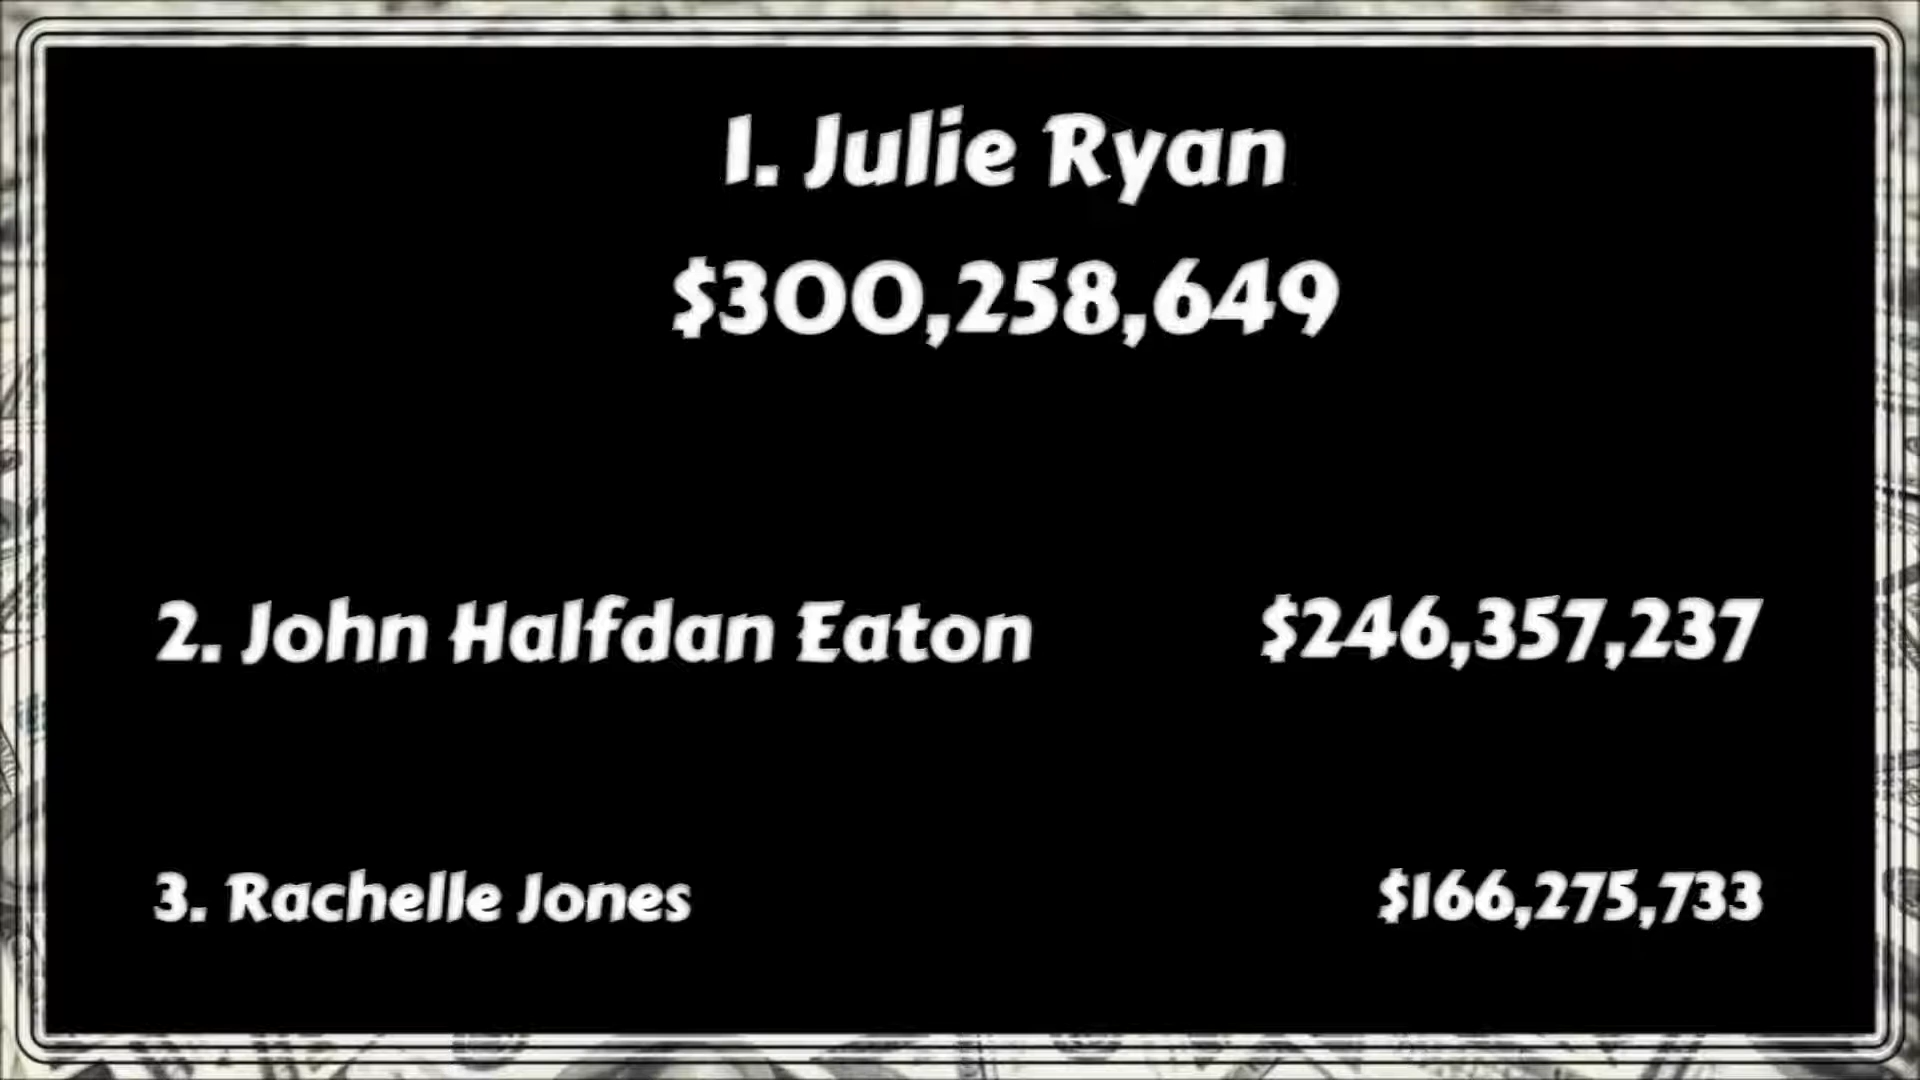 1. Julie Ryan
$300,258,649
2. John Halfdan Eaton $246,357,237
3. Rachelle Jones $166,275,733